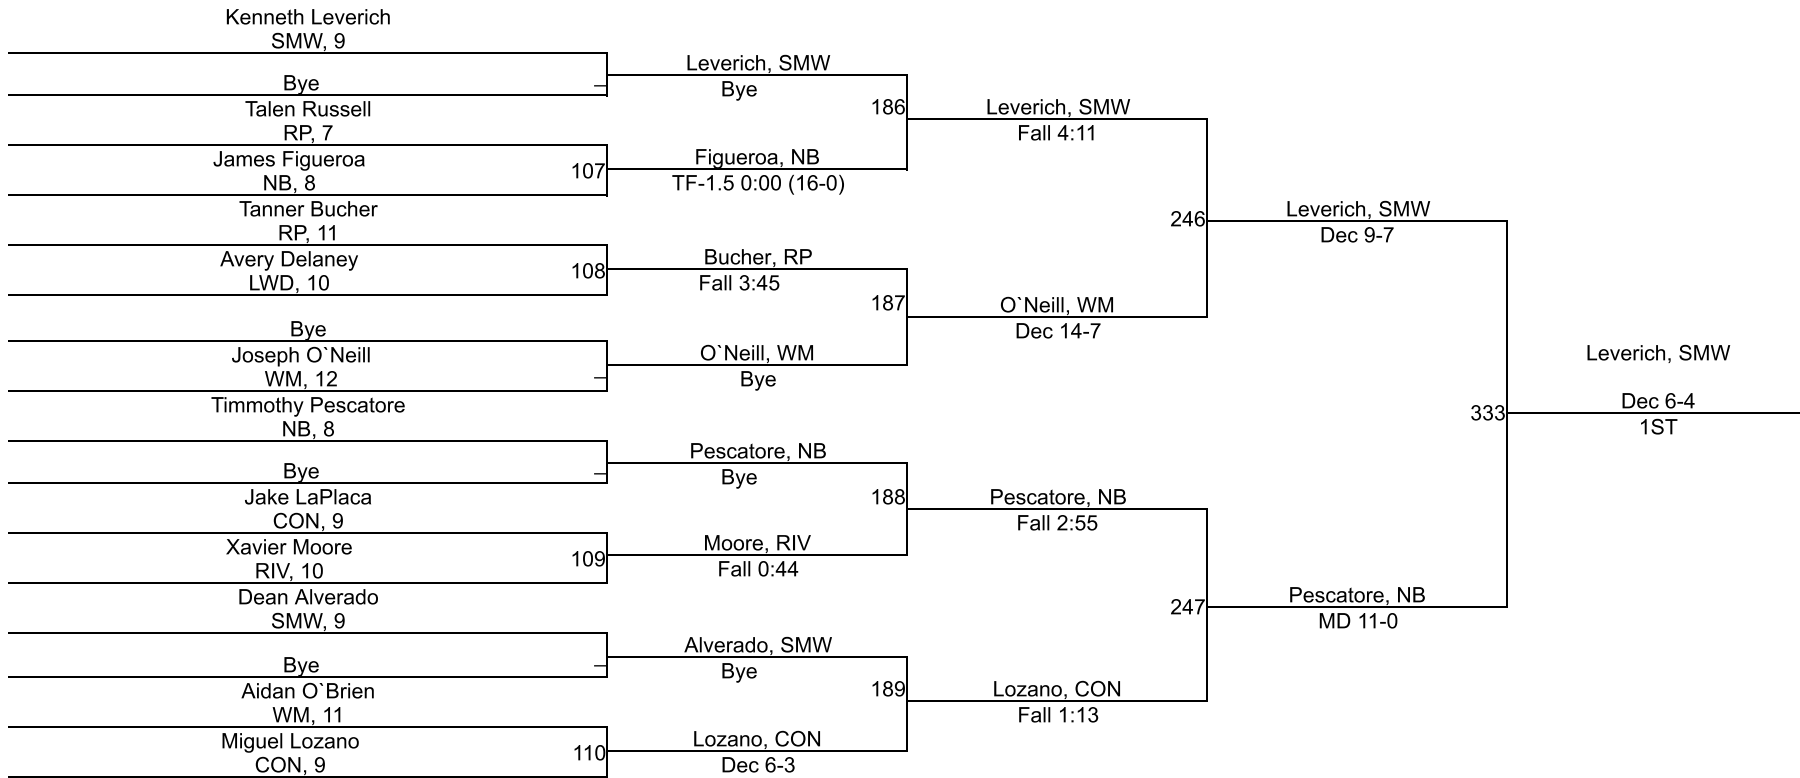 Kenneth Leverich
SMW, 9
Bye
Talen Russell
RP, 7
James Figueroa
NB, 8
107
Tanner Bucher
RP, 11
Avery Delaney
LWD, 10
108
Bye
Joseph O`Neill
WM, 12
Timmothy Pescatore
NB, 8
Bye
Jake LaPlaca
CON, 9
Xavier Moore
RIV, 10
109
Dean Alverado
SMW, 9
Bye
Aidan O`Brien
WM, 11
Miguel Lozano
CON, 9
110
Leverich, SMW
Bye
186
Figueroa, NB
TF-1.5 0:00 (16-0)
Bucher, RP
Fall 3:45
187
O`Neill, WM
Bye
Pescatore, NB
Bye
188
Moore, RIV
Fall 0:44
Alverado, SMW
Bye
189
Lozano, CON
Dec 6-3
Leverich, SMW
Fall 4:11
246
O`Neill, WM
Dec 14-7
Pescatore, NB
Fall 2:55
247
Lozano, CON
Fall 1:13
Leverich, SMW
Dec 9-7
333
Pescatore, NB
MD 11-0
Leverich, SMW
Dec 6-4
1ST